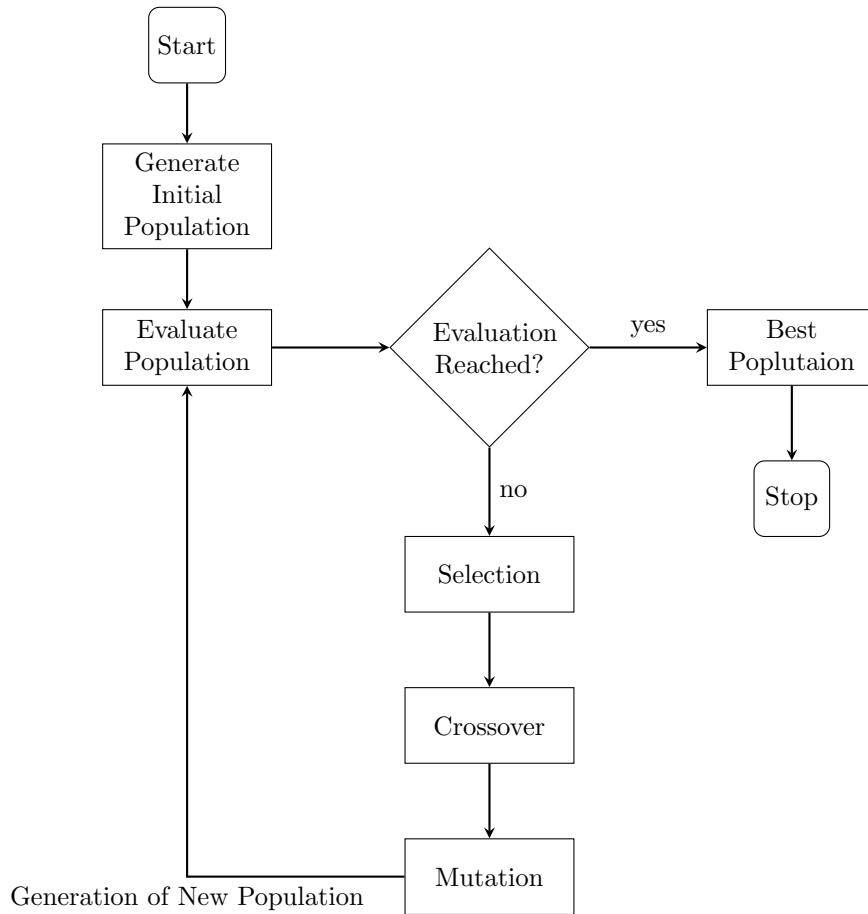 Start
Generate
Initial
Population
Evaluate
Population
Evaluation
Reached?
yes
Best
Poplutaion
no
Stop
Selection
Crossover
Mutation
Generation of New Population